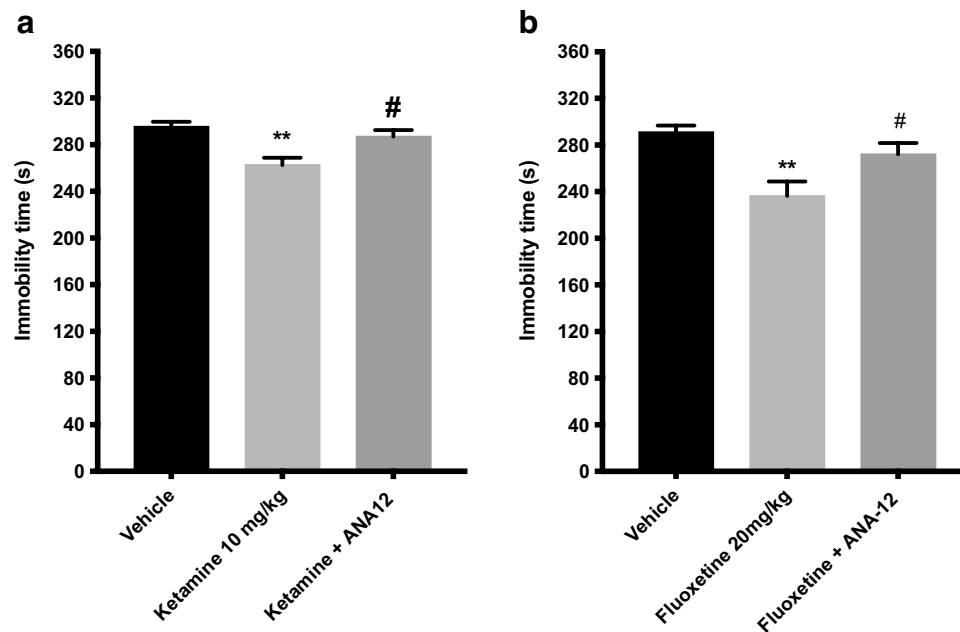 a
Immobility time (s)
360
320
280
240
200
160
120
80
40
0
**
#
Vehicle
Ketamine 10 mg/kg
Ketamine + ANA12
b
Immobility time (s)
360
320
280
240
200
160
120
80
40
0
**
#
Vehicle
Fluoxetine 20mg/kg
Fluoxetine + ANA-12